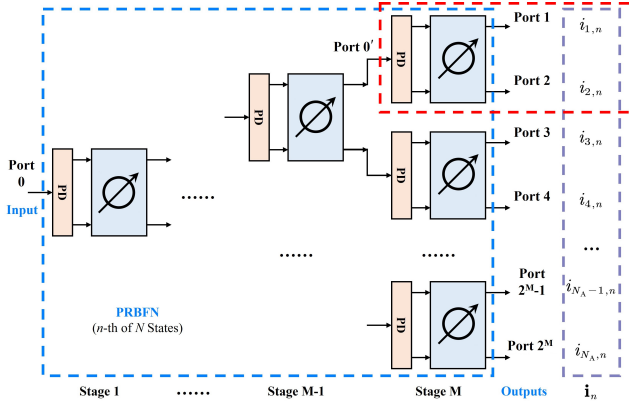 Port 1
i_{1,n}
Port 0′
PD
Port 2
i_{2,n}
PD
Port 3
i_{3,n}
Port
0
PD
PD
Input
......
Port 4
i_{4,n}
......
......
...
Port
2^M-1
i_{N_A−1,n}
PRBFN
(n-th of N States)
PD
Port 2^M
i_{N_A,n}
Stage 1
......
Stage M-1
Stage M
Outputs
i_n